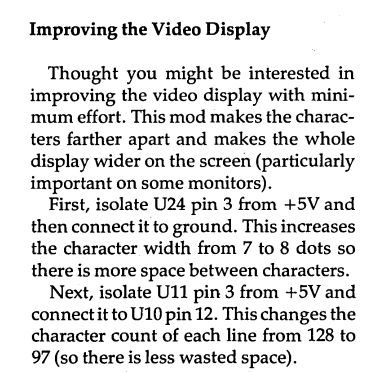 Improving the Video Display
Thought you might be interested in
improving the video display with mini-
mum effort. This mod makes the charac-
ters farther apart and makes the whole
display wider on the screen (particularly
important on some monitors).
First, isolate U24 pin 3 from +5V and
then connect it to ground. This increases
the character width from 7 to 8 dots so
there is more space between characters.
Next, isolate U11 pin 3 from +5V and
connect it to U10 pin 12. This changes the
character count of each line from 128 to
97 (so there is less wasted space).